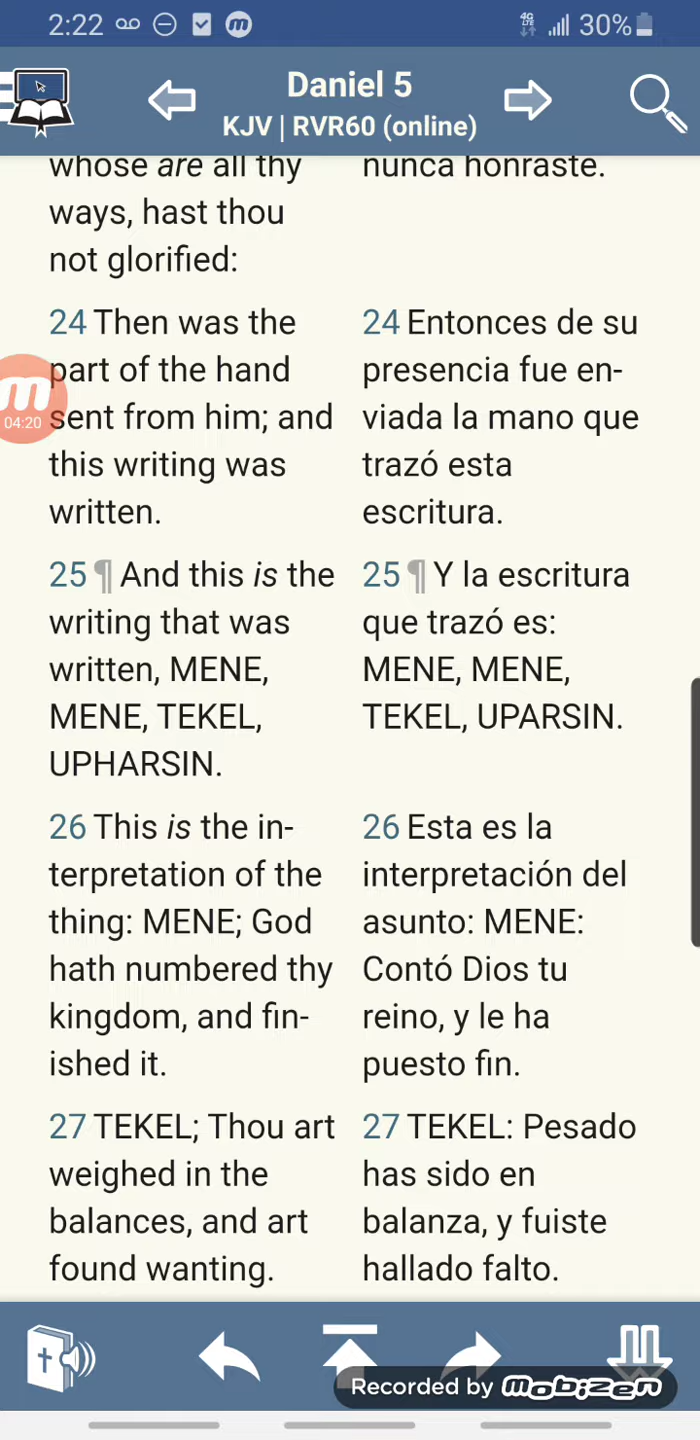 2:22
4G LTE 30%
Daniel 5
KJV | RVR60 (online)
whose are all thy
ways, hast thou
not glorified:
24 Then was the
part of the hand
sent from him; and
this writing was
written.
25 ¶ And this is the
writing that was
written, MENE,
MENE, TEKEL,
UPHARSIN.
26 This is the in-
terpretation of the
thing: MENE; God
hath numbered thy
kingdom, and fin-
ished it.
27 TEKEL; Thou art
weighed in the
balances, and art
found wanting.
nunca honraste.
24 Entonces de su
presencia fue en-
viada la mano que
trazó esta
escritura.
25 ¶ Y la escritura
que trazó es:
MENE, MENE,
TEKEL, UPARSIN.
26 Esta es la
interpretación del
asunto: MENE:
Contó Dios tu
reino, y le ha
puesto fin.
27 TEKEL: Pesado
has sido en
balanza, y fuiste
hallado falto.
m
04:20
Recorded by Mobizen